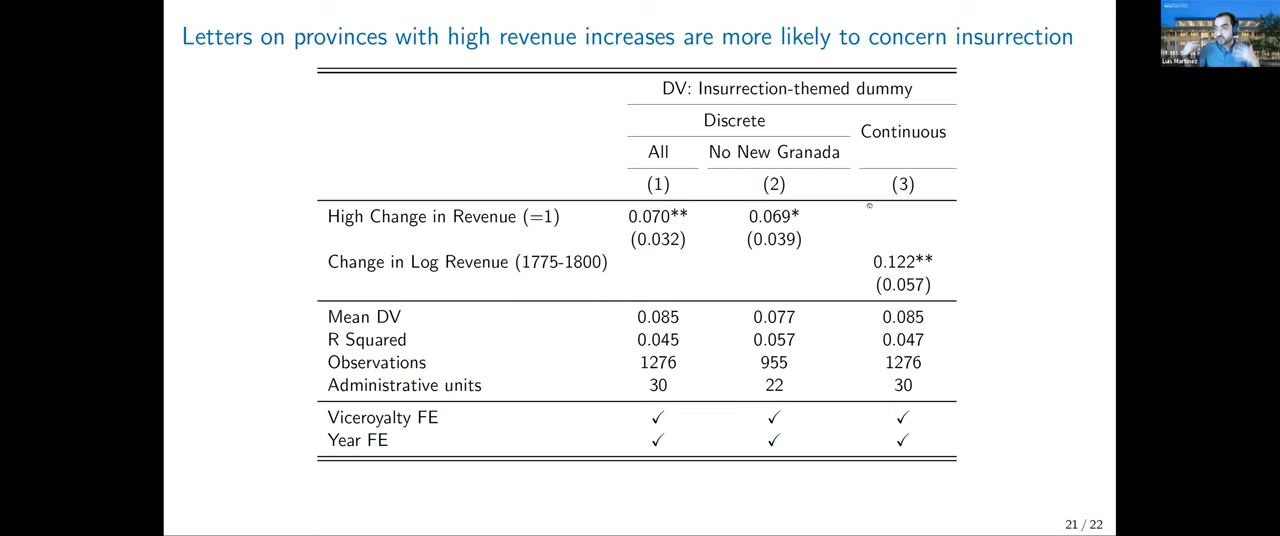 Letters on provinces with high revenue increases are more likely to concern insurrection
DV: Insurrection-themed dummy
Discrete
Continuous
All No New Granada
(1) (2) (3)
High Change in Revenue (=1) 0.070** 0.069*
(0.032) (0.039)
Change in Log Revenue (1775-1800) 0.122**
(0.057)
Mean DV 0.085 0.077 0.085
R Squared 0.045 0.057 0.047
Observations 1276 955 1276
Administrative units 30 22 30
Viceroyalty FE ✓ ✓ ✓
Year FE ✓ ✓ ✓
21 / 22
Luis Martinez